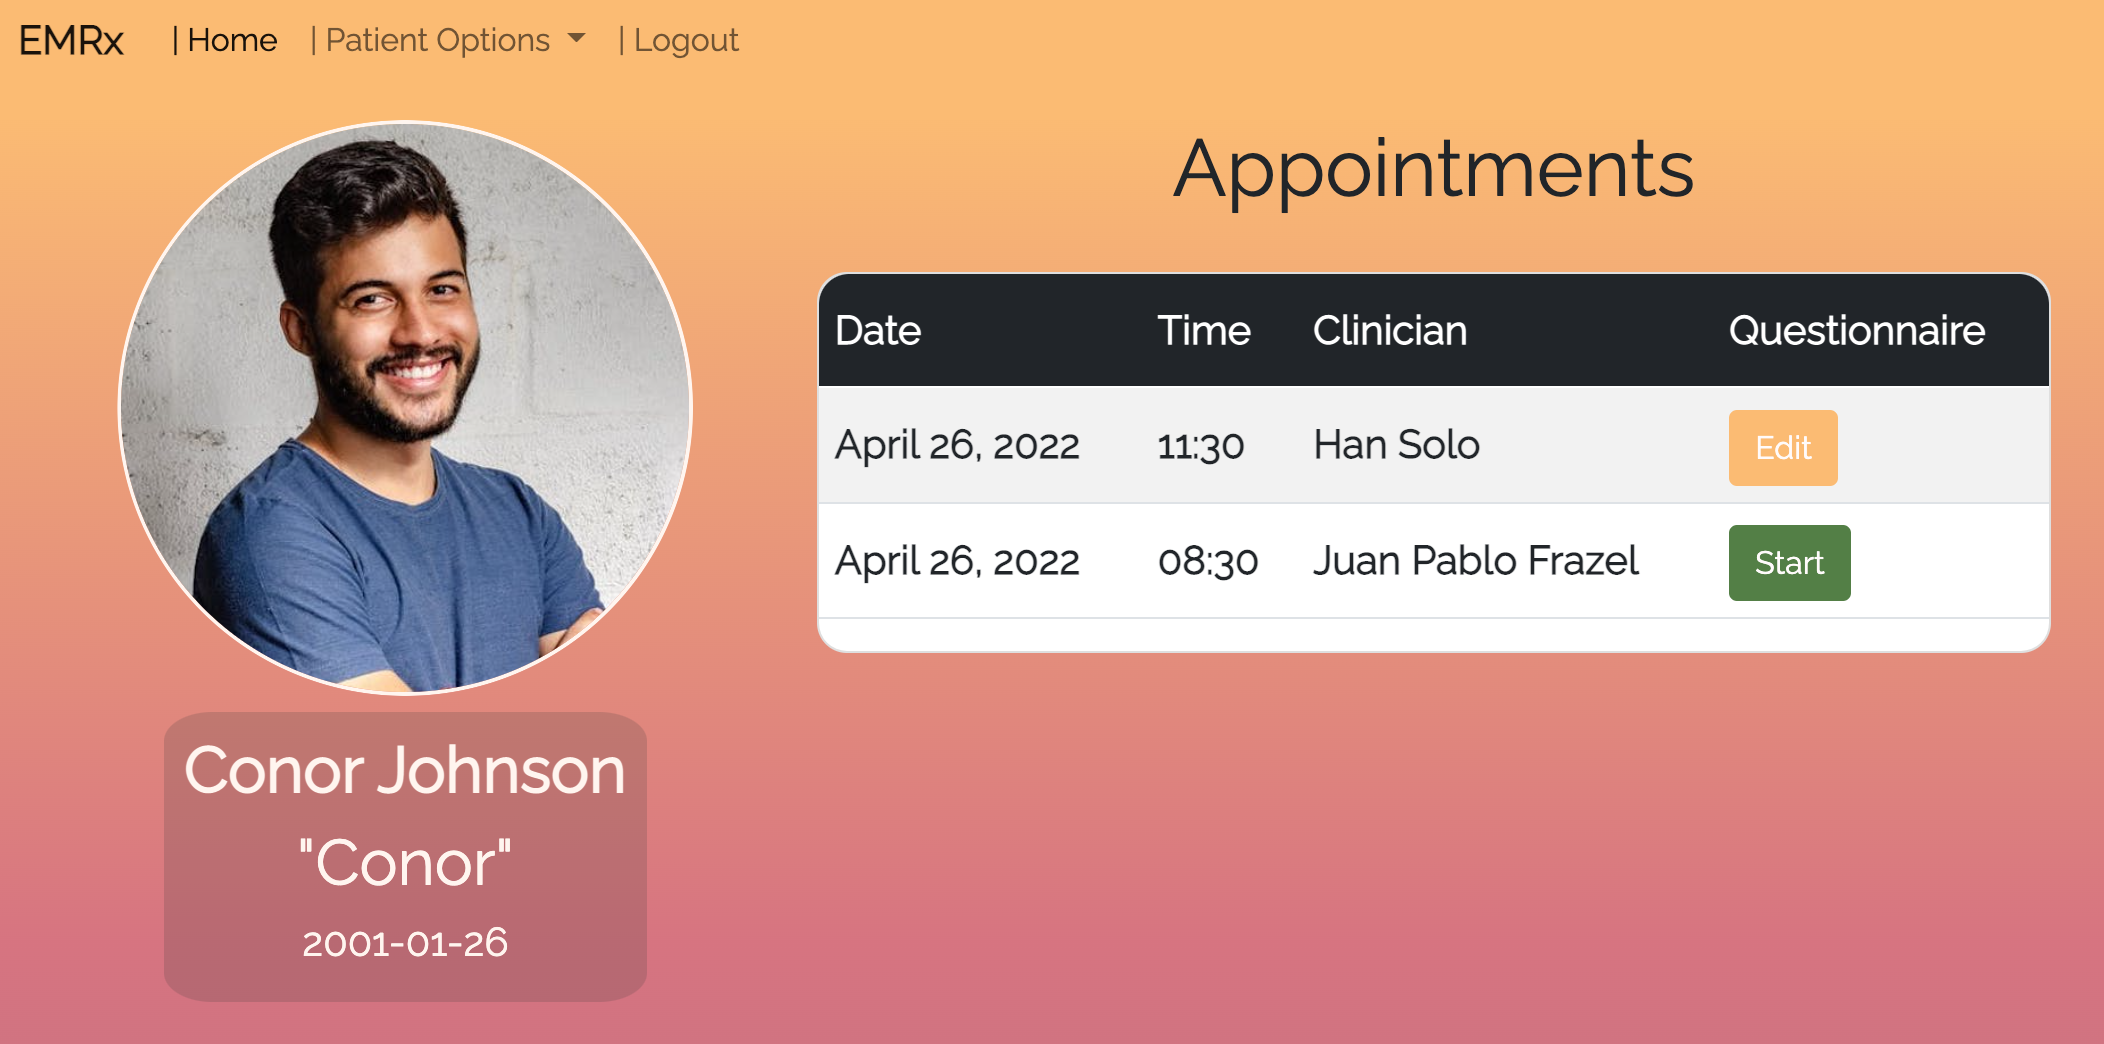 EMRx | Home | Patient Options | Logout
Appointments
Date Time Clinician Questionnaire
April 26, 2022 11:30 Han Solo Edit
April 26, 2022 08:30 Juan Pablo Frazel Start
Conor Johnson
"Conor"
2001-01-26